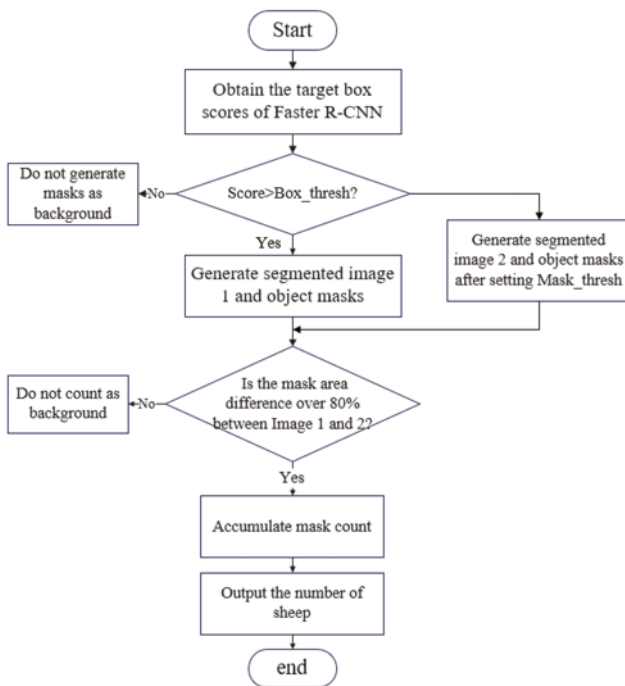 Start
Obtain the target box
scores of Faster R-CNN
Do not generate
masks as
background
No
Score>Box_thresh?
Yes
Generate segmented image
1 and object masks
Generate segmented
image 2 and object masks
after setting Mask_thresh
Do not count as
background
No
Is the mask area
difference over 80%
between Image 1 and 2?
Yes
Accumulate mask count
Output the number of
sheep
end